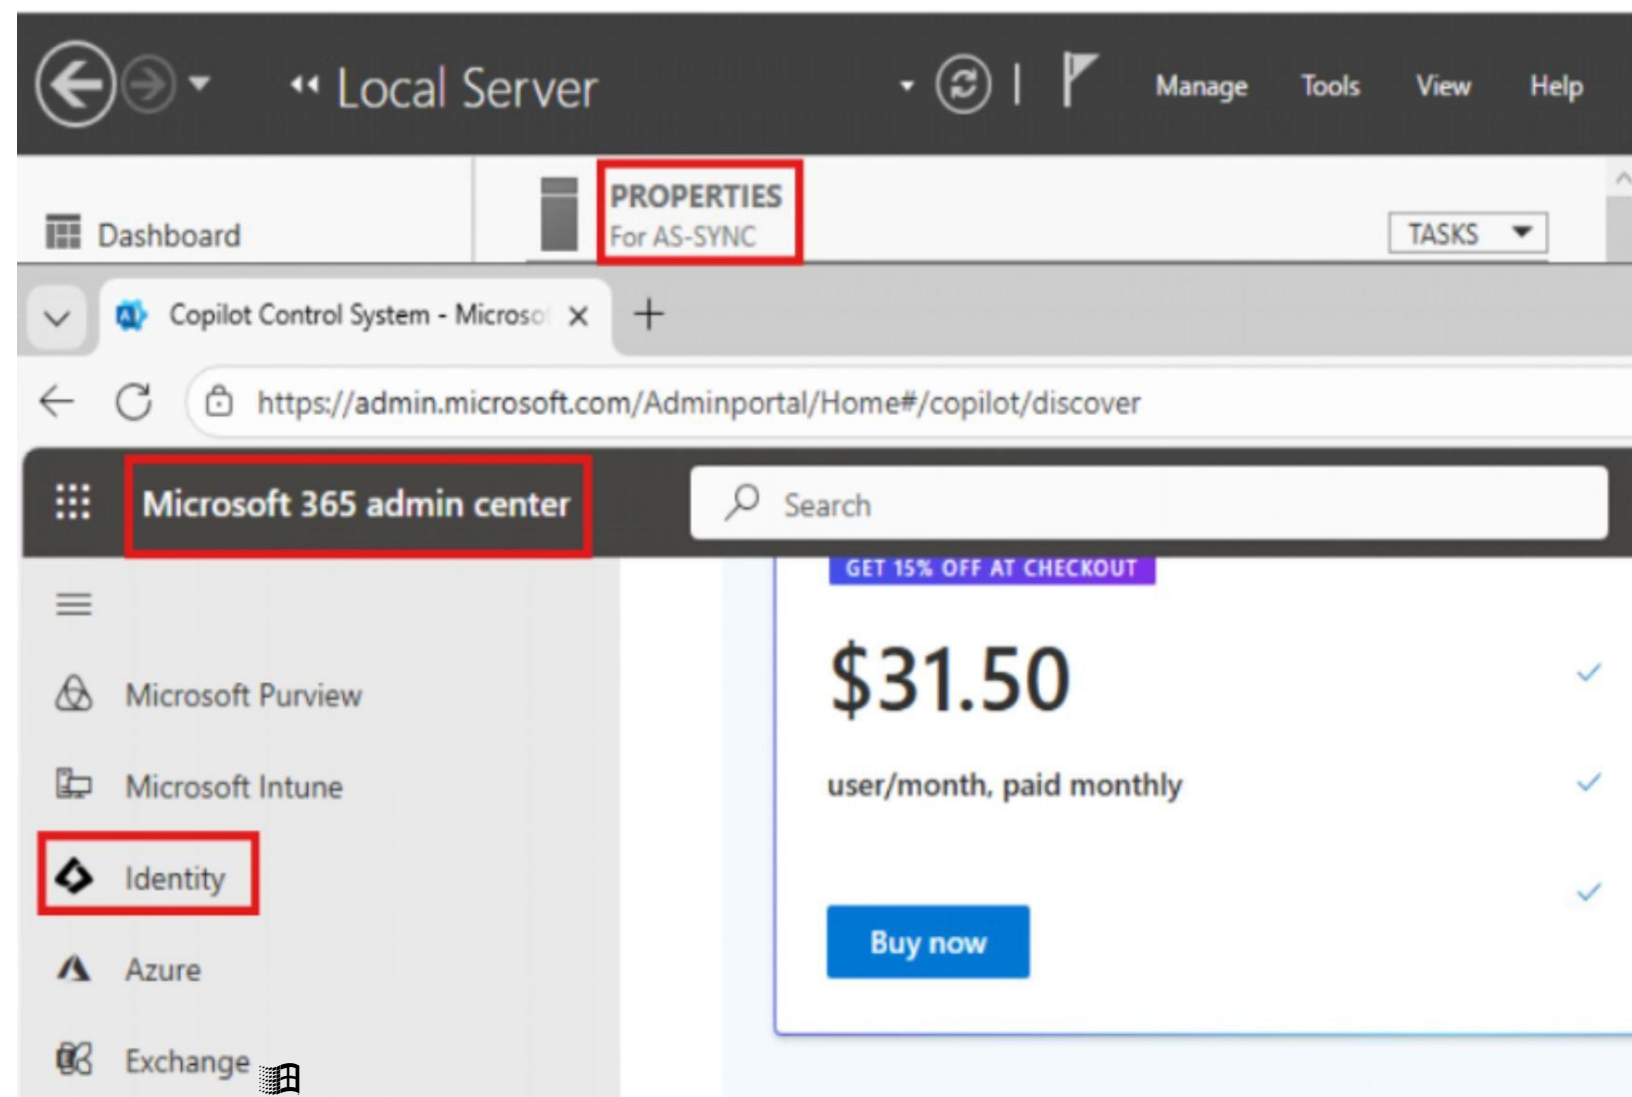 Local Server
Manage Tools View Help
PROPERTIES
For AS-SYNC
Dashboard
TASKS
Copilot Control System - Microso
https://admin.microsoft.com/Adminportal/Home#/copilot/discover
Microsoft 365 admin center
Search
GET 15% OFF AT CHECKOUT
$31.50
Microsoft Purview
user/month, paid monthly
Microsoft Intune
Identity
Buy now
Azure
Exchange